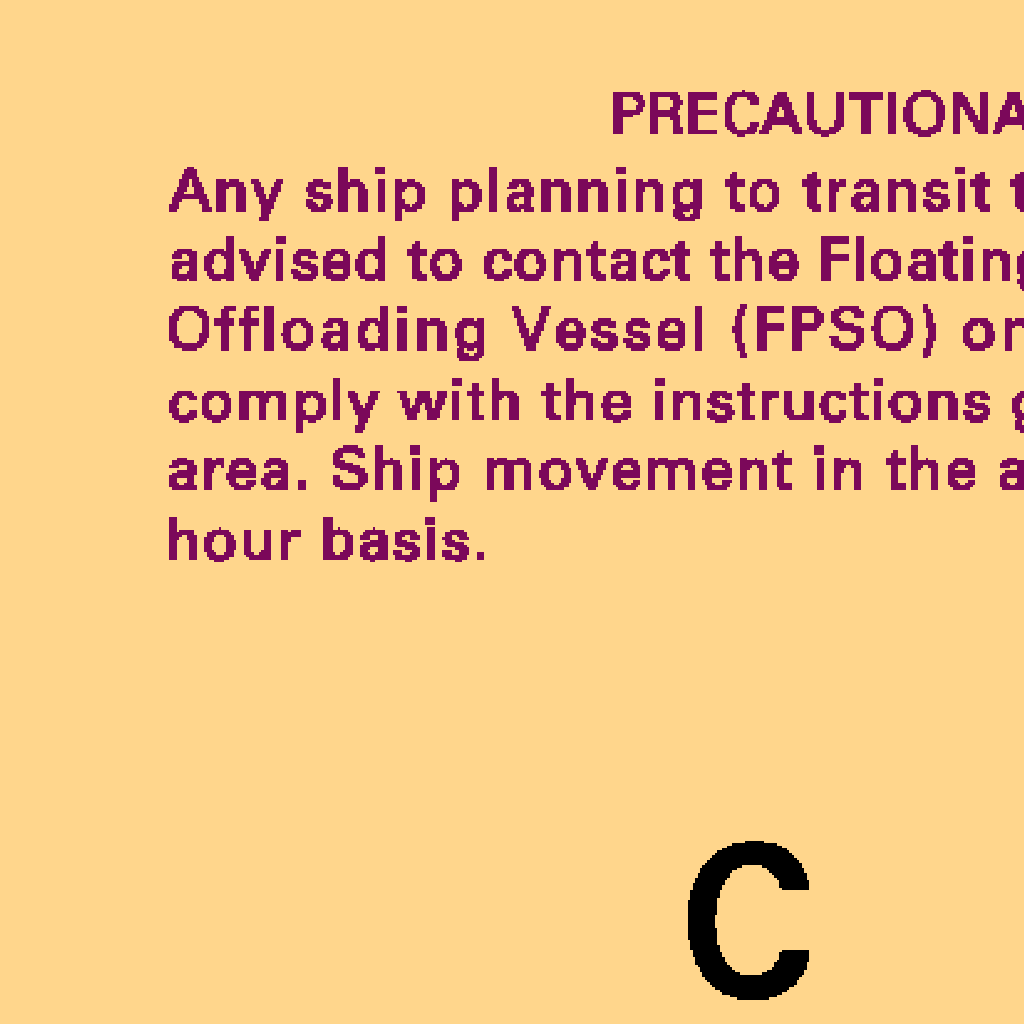 PRECAUTIONA
Any ship planning to transit t
advised to contact the Floating
Offloading Vessel (FPSO) or
comply with the instructions g
area. Ship movement in the a
hour basis.
C